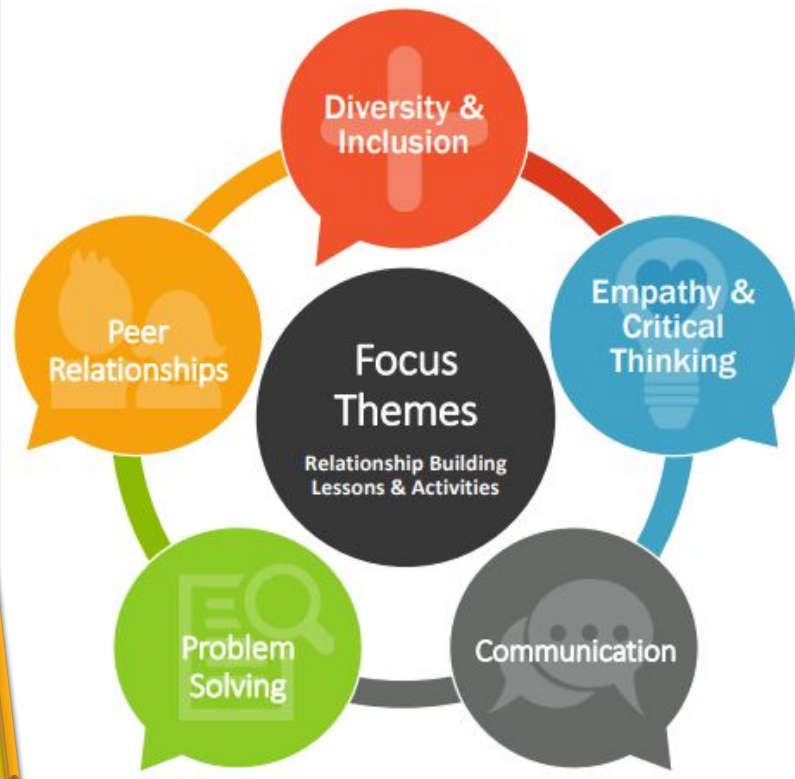 Diversity &
Inclusion
Empathy &
Critical
Thinking
Peer
Relationships
Focus
Themes
Relationship Building
Lessons & Activities
Problem
Solving
Communication